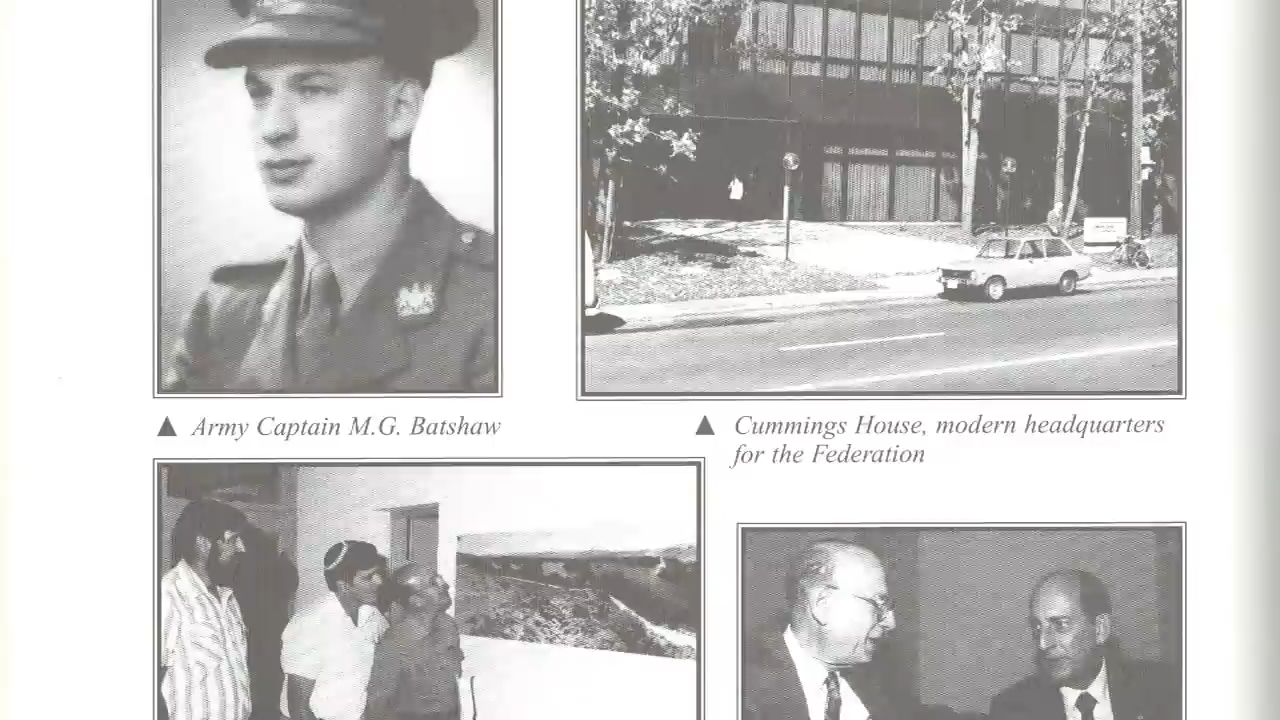 ▲ Army Captain M.G. Batshaw
▲ Cummings House, modern headquarters
for the Federation